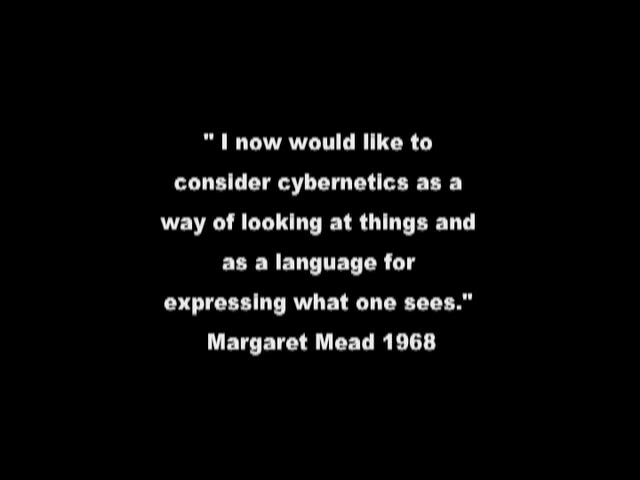 " I now would like to
consider cybernetics as a
way of looking at things and
as a language for
expressing what one sees."
Margaret Mead 1968